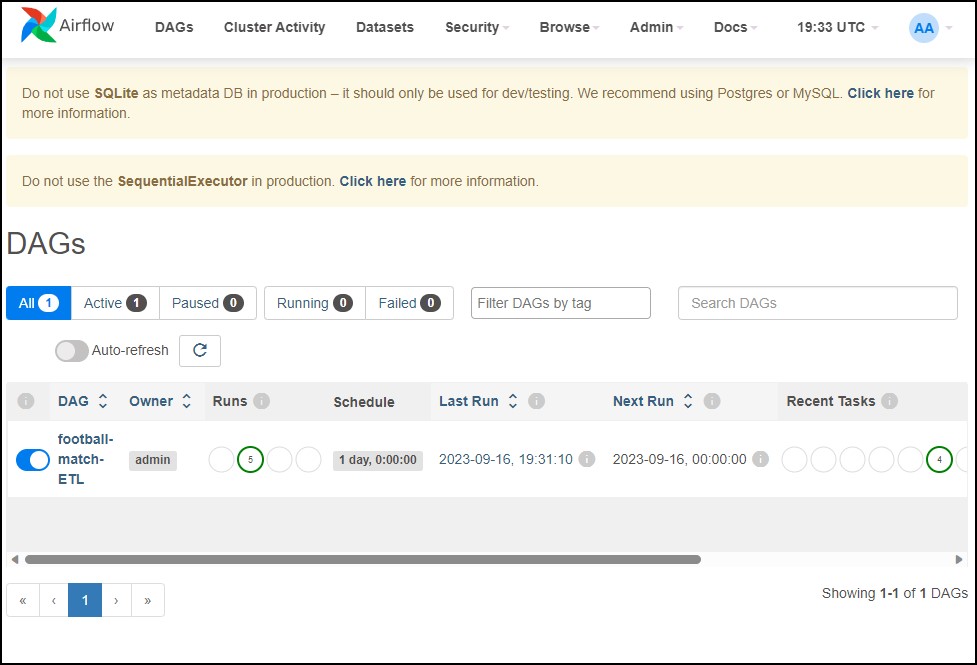 Airflow DAGs Cluster Activity Datasets Security Browse Admin Docs 19:33 UTC AA
Do not use SQLite as metadata DB in production – it should only be used for dev/testing. We recommend using Postgres or MySQL. Click here for
more information.
Do not use the SequentialExecutor in production. Click here for more information.
DAGs
All 1 Active 1 Paused 0 Running 0 Failed 0 Filter DAGs by tag Search DAGs
Auto-refresh
i DAG Owner Runs i Schedule Last Run i Next Run i Recent Tasks i
football-
match-
ETL
admin 5 1 day, 0:00:00 2023-09-16, 19:31:10 i 2023-09-16, 00:00:00 i 4
« ‹ 1 › »
Showing 1-1 of 1 DAGs